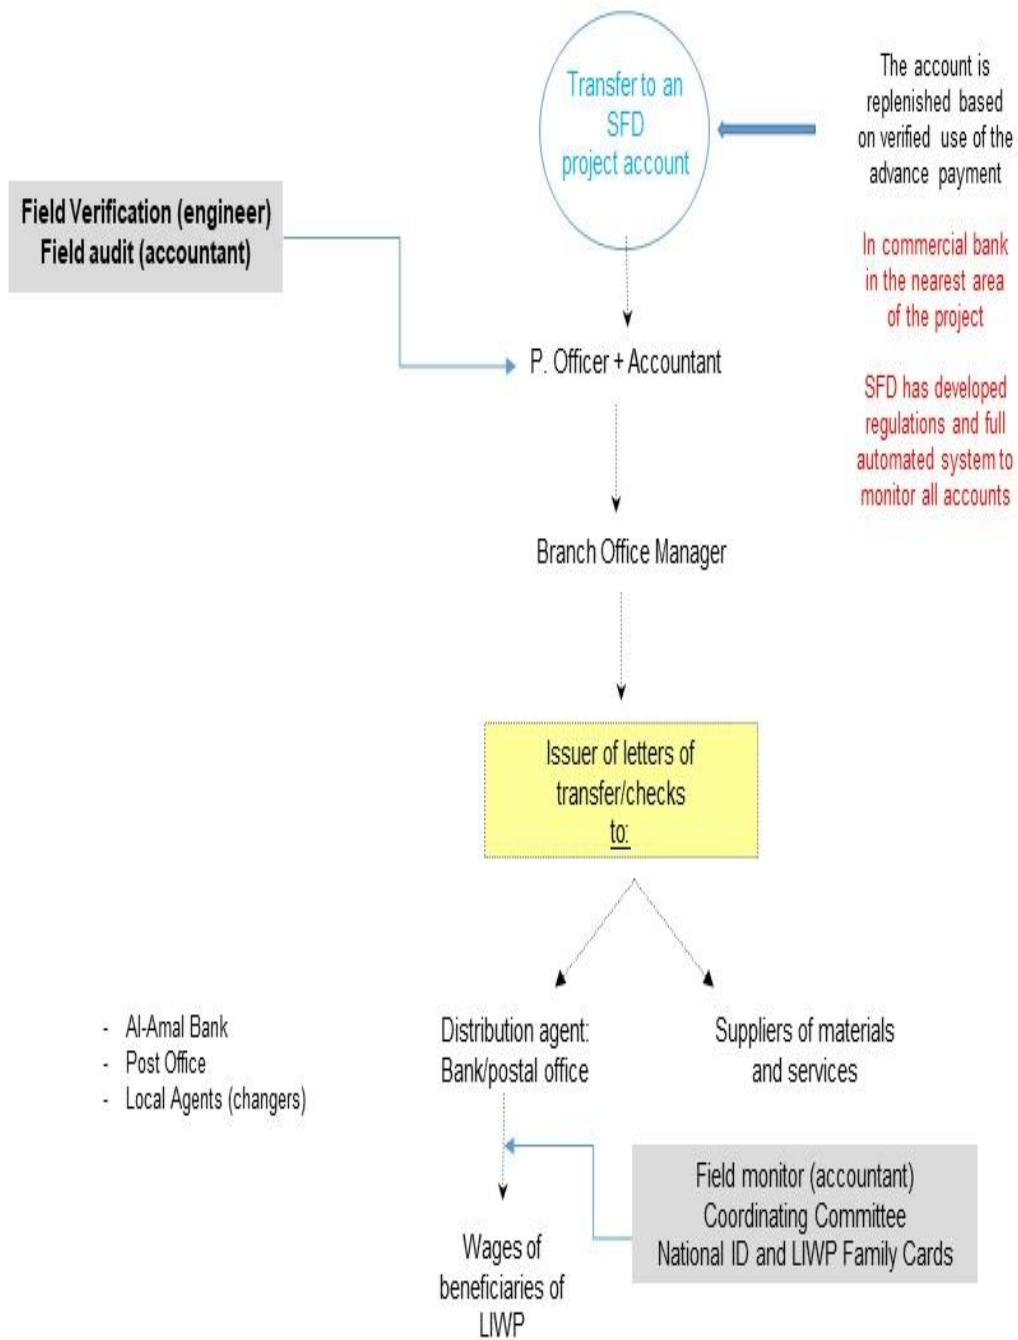 Transfer to an
SFD
project account
The account is
replenished based
on verified use of the
advance payment
In commercial bank
in the nearest area
of the project
SFD has developed
regulations and full
automated system to
monitor all accounts
Field Verification (engineer)
Field audit (accountant)
P. Officer + Accountant
Branch Office Manager
Issuer of letters of
transfer/checks
to:
- Al-Amal Bank
- Post Office
- Local Agents (changers)
Distribution agent:
Bank/postal office
Suppliers of materials
and services
Field monitor (accountant)
Coordinating Committee
National ID and LIWP Family Cards
Wages of
beneficiaries of
LIWP